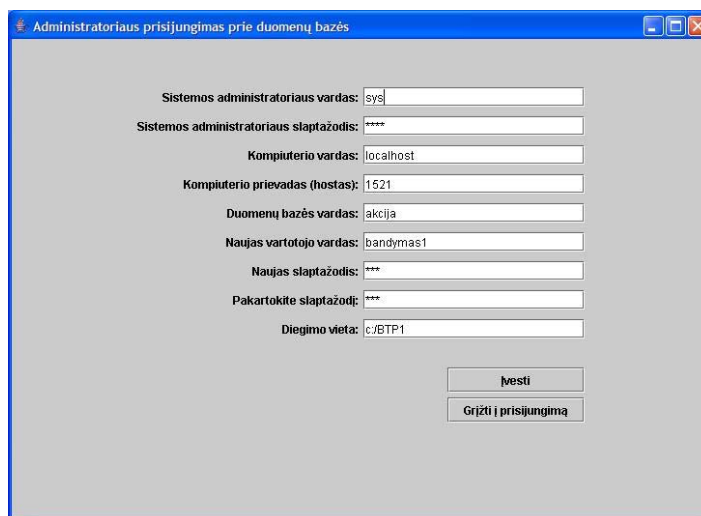 Administratoriaus prisijungimas prie duomenų bazės
Sistemos administratoriaus vardas: sys
Sistemos administratoriaus slaptažodis: ****
Kompiuterio vardas: localhost
Kompiuterio prievadas (hostas): 1521
Duomenų bazės vardas: akcija
Naujas vartotojo vardas: bandymas1
Naujas slaptažodis: ***
Pakartokite slaptažodį: ***
Diegimo vieta: c:/BTP1
Įvesti
Grįžti į prisijungimą